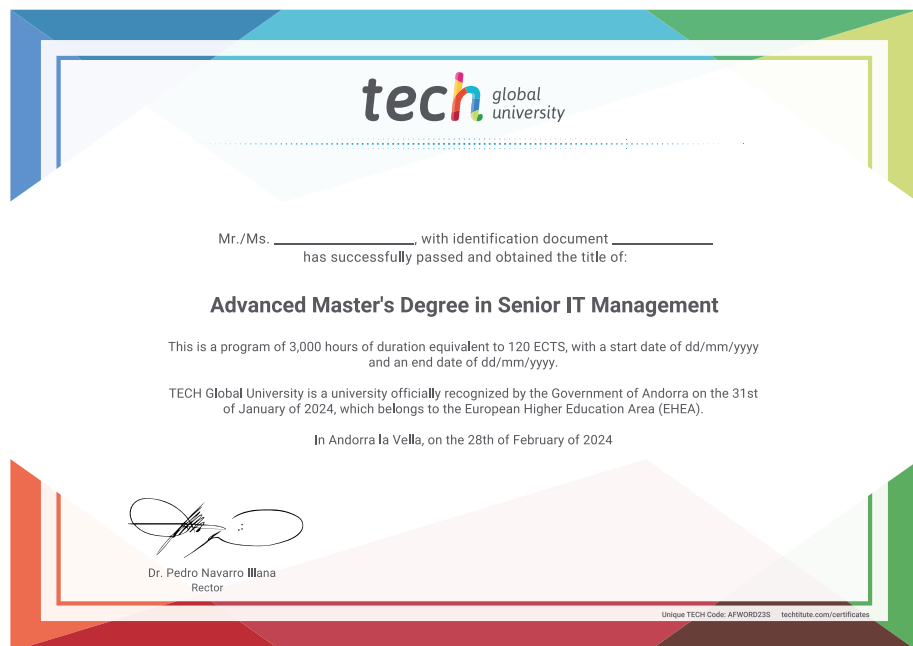 tech global
university
Mr./Ms. ____________, with identification document ____________
has successfully passed and obtained the title of:
Advanced Master's Degree in Senior IT Management
This is a program of 3,000 hours of duration equivalent to 120 ECTS, with a start date of dd/mm/yyyy
and an end date of dd/mm/yyyy.
TECH Global University is a university officially recognized by the Government of Andorra on the 31st
of January of 2024, which belongs to the European Higher Education Area (EHEA).
In Andorra la Vella, on the 28th of February of 2024
Dr. Pedro Navarro Illana
Rector
Unique TECH Code: AFWORD23S techtitute.com/certificates